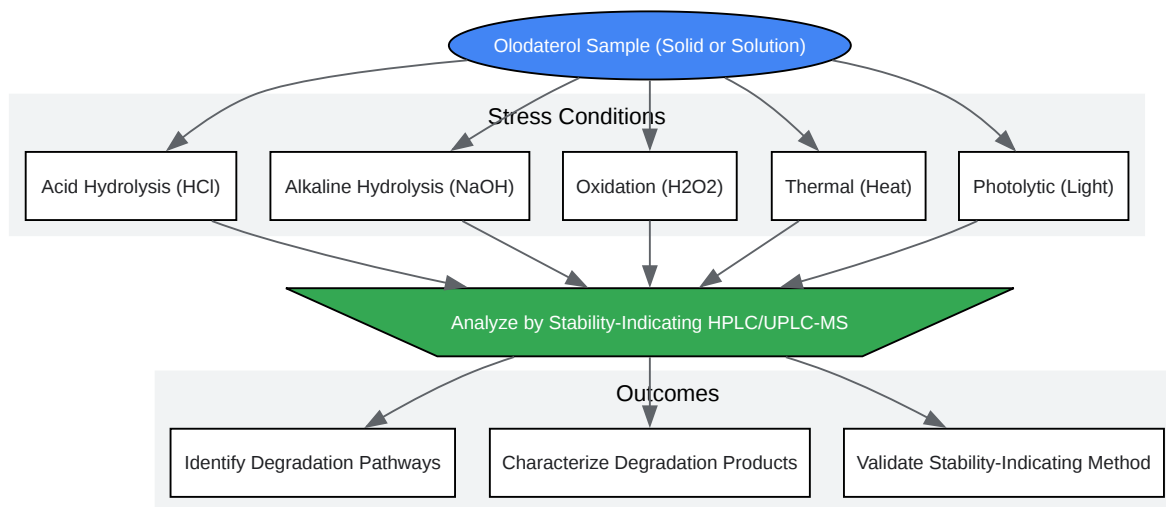 Olodaterol Sample (Solid or Solution)
Stress Conditions
Acid Hydrolysis (HCl)
Alkaline Hydrolysis (NaOH)
Oxidation (H2O2)
Thermal (Heat)
Photolytic (Light)
Analyze by Stability-Indicating HPLC/UPLC-MS
Outcomes
Identify Degradation Pathways
Characterize Degradation Products
Validate Stability-Indicating Method